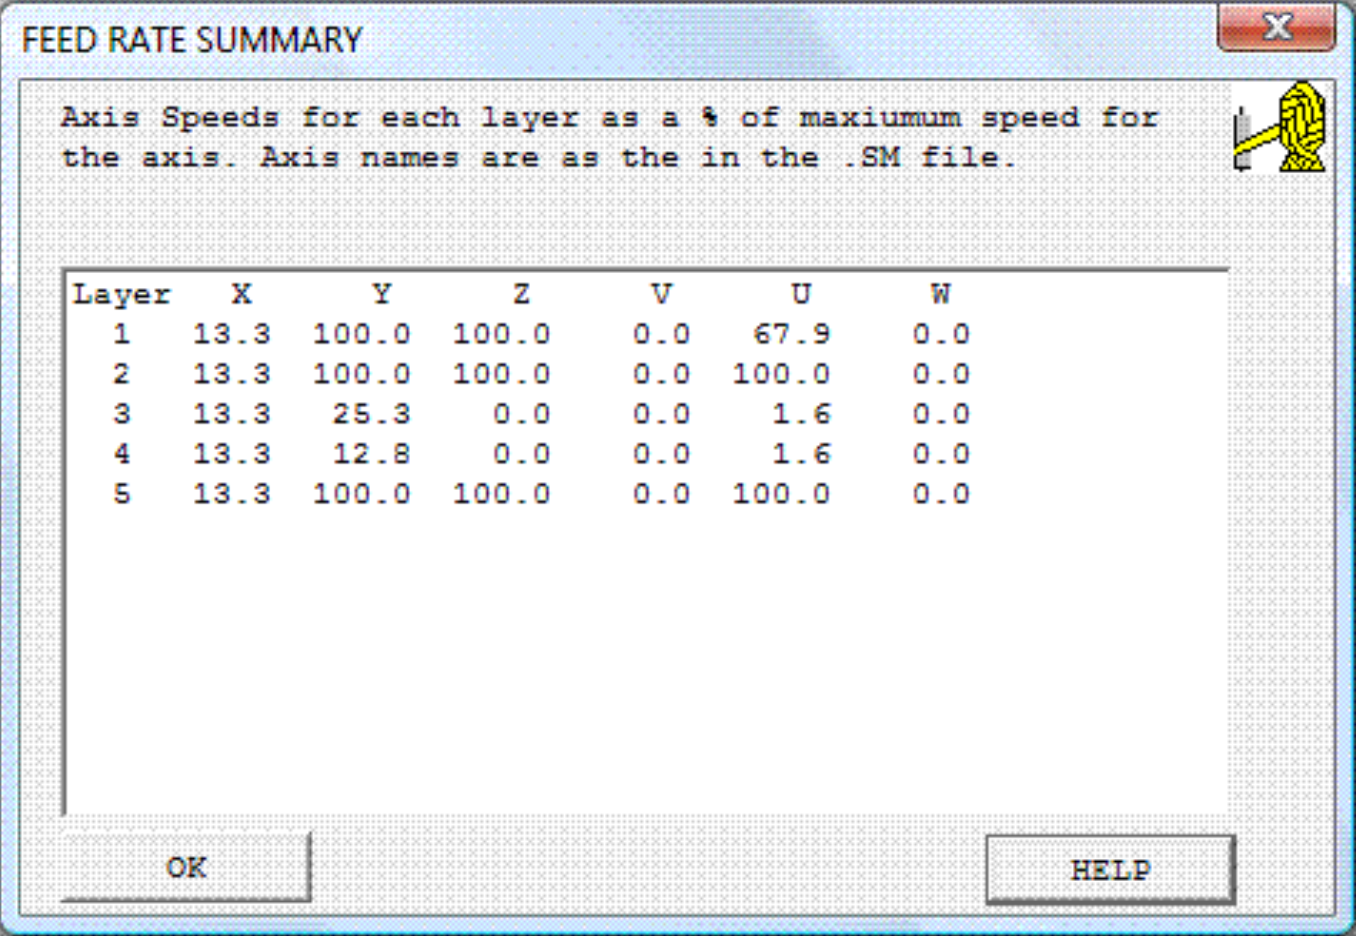 FEED RATE SUMMARY
X
Axis Speeds for each layer as a % of maxiumum speed for
the axis. Axis names are as the in the .SM file.
Layer X Y Z V U W
1 13.3 100.0 100.0 0.0 67.9 0.0
2 13.3 100.0 100.0 0.0 100.0 0.0
3 13.3 25.3 0.0 0.0 1.6 0.0
4 13.3 12.8 0.0 0.0 1.6 0.0
5 13.3 100.0 100.0 0.0 100.0 0.0
OK HELP